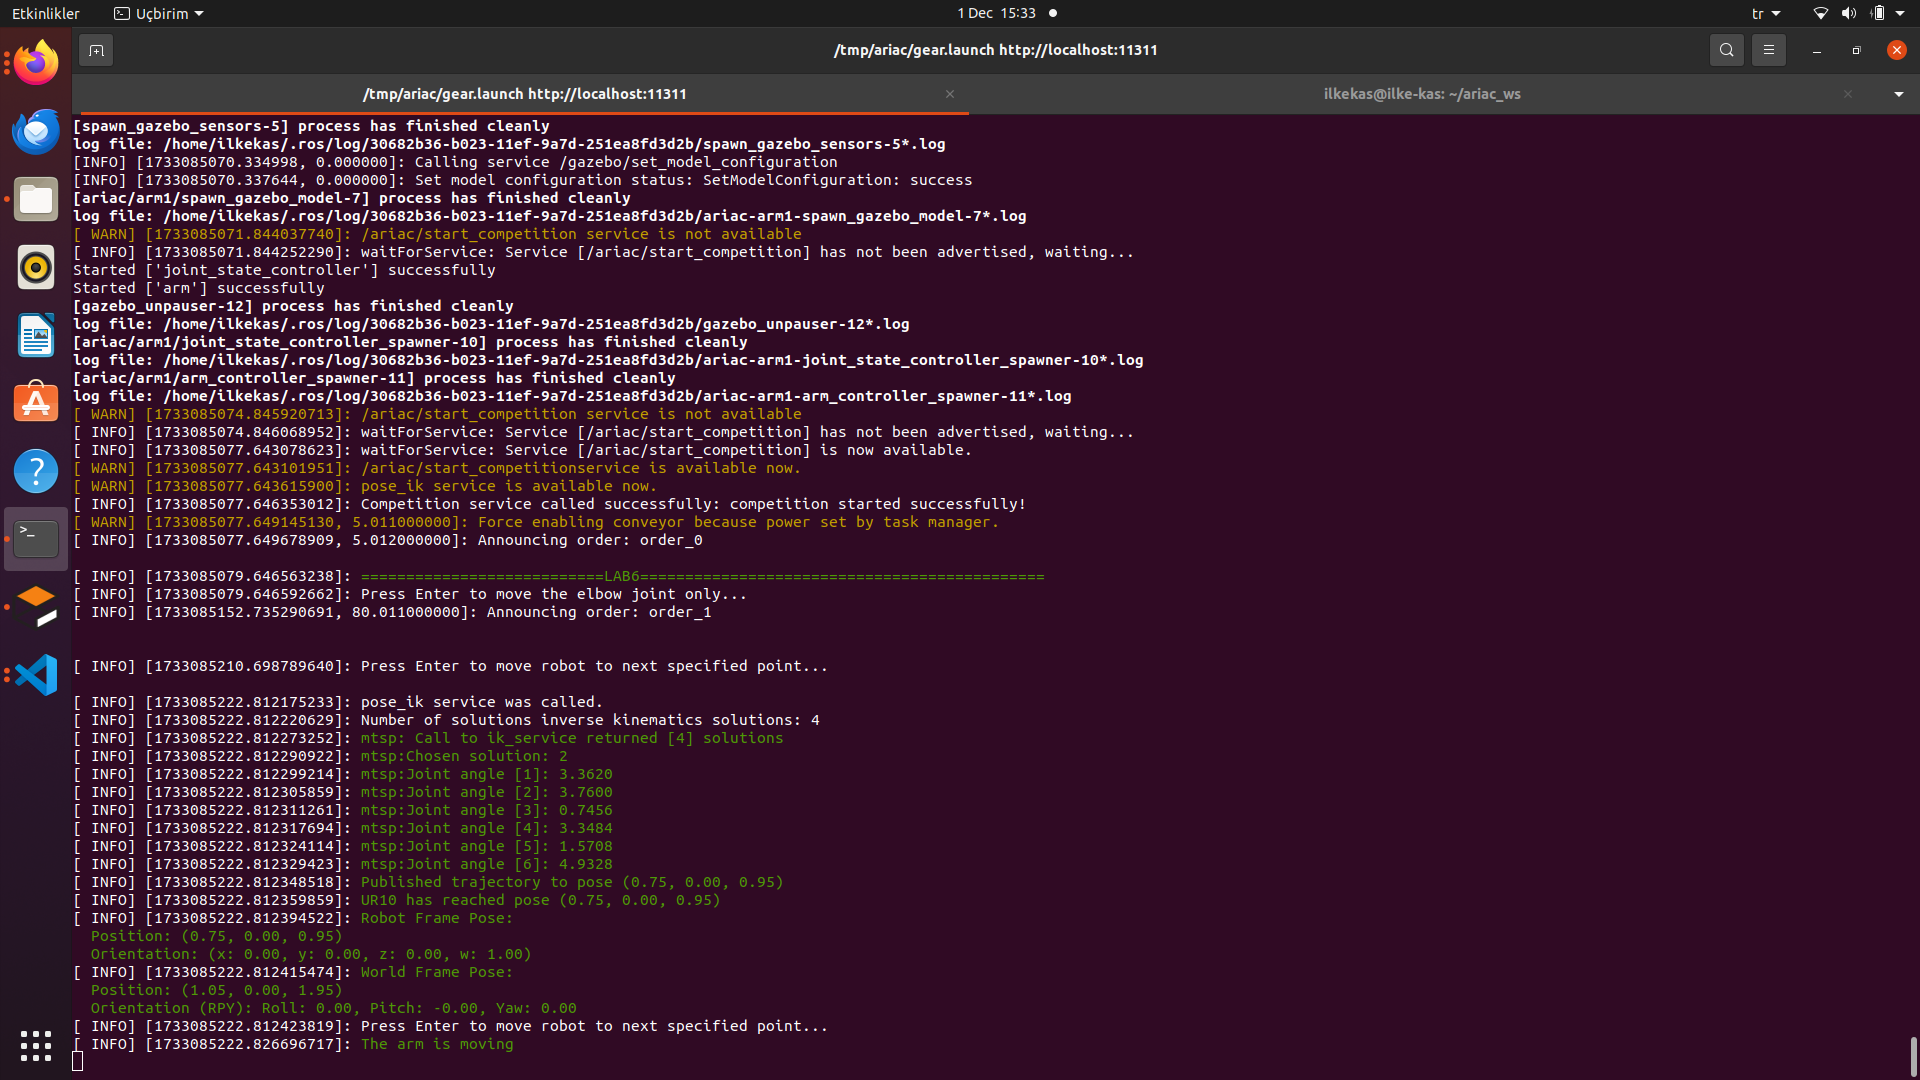 Etkinlikler
Uçbirim
1 Dec 15:33
tr
/tmp/ariac/gear.launch http://localhost:11311
/tmp/ariac/gear.launch http://localhost:11311
ilkekas@ilke-kas: ~/ariac_ws
[spawn_gazebo_sensors-5] process has finished cleanly
log file: /home/ilkekas/.ros/log/30682b36-b023-11ef-9a7d-251ea8fd3d2b/spawn_gazebo_sensors-5*.log
[INFO] [1733085070.334998, 0.000000]: Calling service /gazebo/set_model_configuration
[INFO] [1733085070.337644, 0.000000]: Set model configuration status: SetModelConfiguration: success
[ariac/arm1/spawn_gazebo_model-7] process has finished cleanly
log file: /home/ilkekas/.ros/log/30682b36-b023-11ef-9a7d-251ea8fd3d2b/ariac-arm1-spawn_gazebo_model-7*.log
[ WARN] [1733085071.844037740]: /ariac/start_competition service is not available
[ INFO] [1733085071.844252290]: waitForService: Service [/ariac/start_competition] has not been advertised, waiting...
Started ['joint_state_controller'] successfully
Started ['arm'] successfully
[gazebo_unpauser-12] process has finished cleanly
log file: /home/ilkekas/.ros/log/30682b36-b023-11ef-9a7d-251ea8fd3d2b/gazebo_unpauser-12*.log
[ariac/arm1/joint_state_controller_spawner-10] process has finished cleanly
log file: /home/ilkekas/.ros/log/30682b36-b023-11ef-9a7d-251ea8fd3d2b/ariac-arm1-joint_state_controller_spawner-10*.log
[ariac/arm1/arm_controller_spawner-11] process has finished cleanly
log file: /home/ilkekas/.ros/log/30682b36-b023-11ef-9a7d-251ea8fd3d2b/ariac-arm1-arm_controller_spawner-11*.log
[ WARN] [1733085074.845920713]: /ariac/start_competition service is not available
[ INFO] [1733085074.846068952]: waitForService: Service [/ariac/start_competition] has not been advertised, waiting...
[ INFO] [1733085077.643078623]: waitForService: Service [/ariac/start_competition] is now available.
[ WARN] [1733085077.643101951]: /ariac/start_competitionservice is available now.
[ WARN] [1733085077.643615900]: pose_ik service is available now.
[ INFO] [1733085077.646353012]: Competition service called successfully: competition started successfully!
[ WARN] [1733085077.649145130, 5.011000000]: Force enabling conveyor because power set by task manager.
[ INFO] [1733085077.649678909, 5.012000000]: Announcing order: order_0
[ INFO] [1733085079.646563238]: ===========================LAB6=============================================
[ INFO] [1733085079.646592662]: Press Enter to move the elbow joint only...
[ INFO] [1733085152.735290691, 80.011000000]: Announcing order: order_1
[ INFO] [1733085210.698789640]: Press Enter to move robot to next specified point...
[ INFO] [1733085222.812175233]: pose_ik service was called.
[ INFO] [1733085222.812220629]: Number of solutions inverse kinematics solutions: 4
[ INFO] [1733085222.812273252]: mtsp: Call to ik_service returned [4] solutions
[ INFO] [1733085222.812290922]: mtsp:Chosen solution: 2
[ INFO] [1733085222.812299214]: mtsp:Joint angle [1]: 3.3620
[ INFO] [1733085222.812305859]: mtsp:Joint angle [2]: 3.7600
[ INFO] [1733085222.812311261]: mtsp:Joint angle [3]: 0.7456
[ INFO] [1733085222.812317694]: mtsp:Joint angle [4]: 3.3484
[ INFO] [1733085222.812324114]: mtsp:Joint angle [5]: 1.5708
[ INFO] [1733085222.812329423]: mtsp:Joint angle [6]: 4.9328
[ INFO] [1733085222.812348518]: Published trajectory to pose (0.75, 0.00, 0.95)
[ INFO] [1733085222.812359859]: UR10 has reached pose (0.75, 0.00, 0.95)
[ INFO] [1733085222.812394522]: Robot Frame Pose:
Position: (0.75, 0.00, 0.95)
Orientation: (x: 0.00, y: 0.00, z: 0.00, w: 1.00)
[ INFO] [1733085222.812415474]: World Frame Pose:
Position: (1.05, 0.00, 1.95)
Orientation (RPY): Roll: 0.00, Pitch: -0.00, Yaw: 0.00
[ INFO] [1733085222.812423819]: Press Enter to move robot to next specified point...
[ INFO] [1733085222.826696717]: The arm is moving